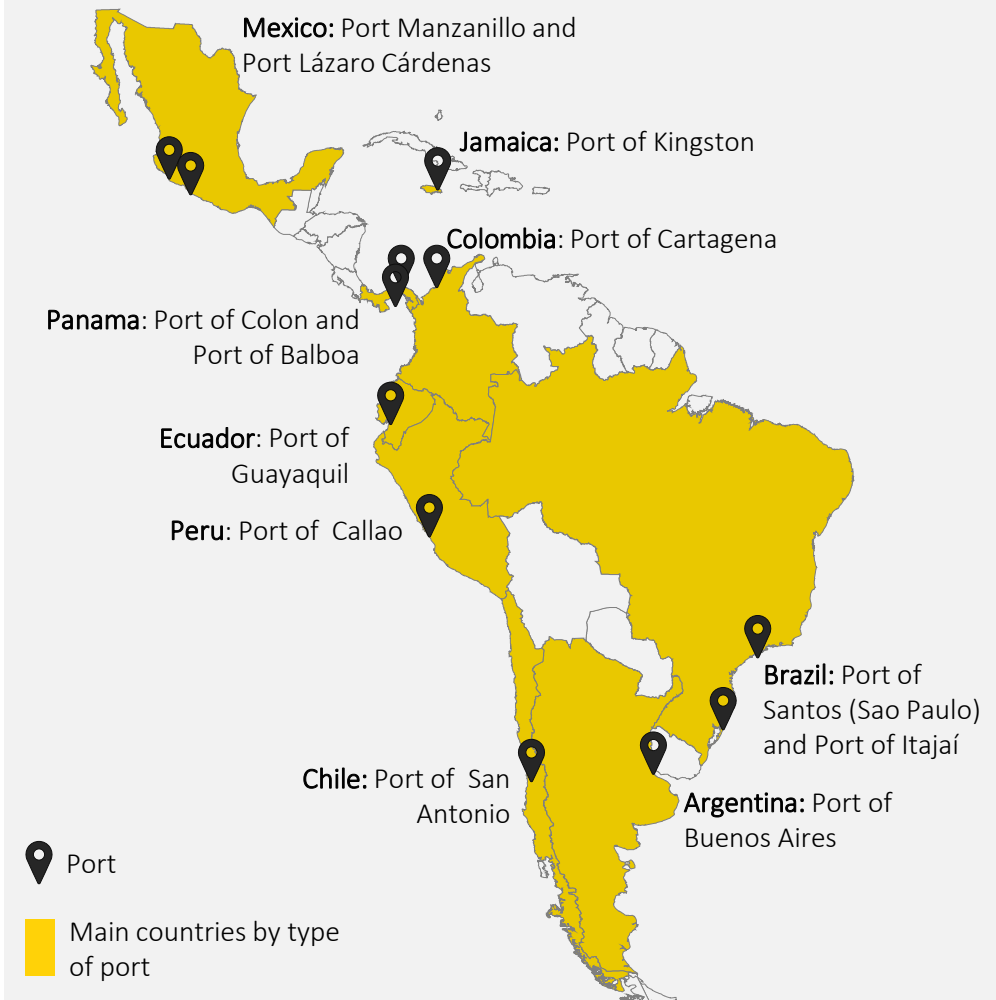 Mexico: Port Manzanillo and
Port Lázaro Cárdenas
Jamaica: Port of Kingston
Colombia: Port of Cartagena
Panama: Port of Colon and
Port of Balboa
Ecuador: Port of
Guayaquil
Peru: Port of  Callao
Brazil: Port of
Santos (Sao Paulo)
and Port of Itajaí
Chile: Port of  San
Antonio
Argentina: Port of
Buenos Aires
Port
Main countries by type
of port